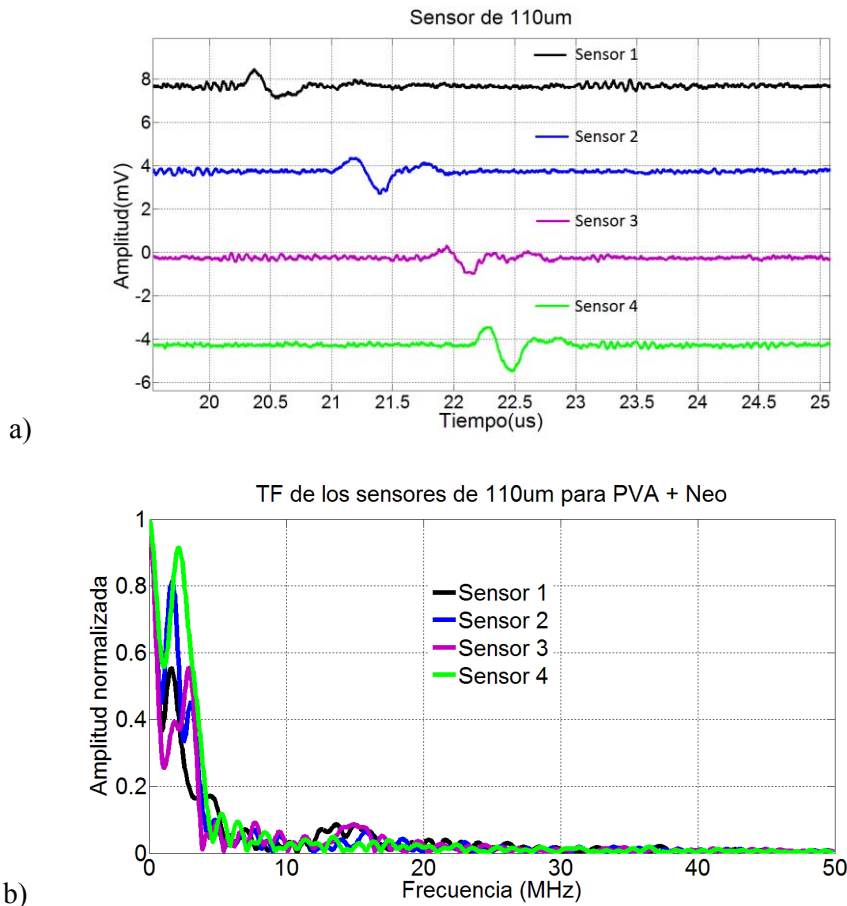 Sensor de 110um
Sensor 1
Sensor 2
Sensor 3
Sensor 4
Amplitud(mV)
8
6
4
2
0
-2
-4
-6
20 20.5 21 21.5 22 22.5 23 23.5 24 24.5 25
Tiempo(us)
a)
TF de los sensores de 110um para PVA + Neo
Sensor 1
Sensor 2
Sensor 3
Sensor 4
Amplitud normalizada
1
0.8
0.6
0.4
0.2
0
0 10 20 30 40 50
Frecuencia (MHz)
b)